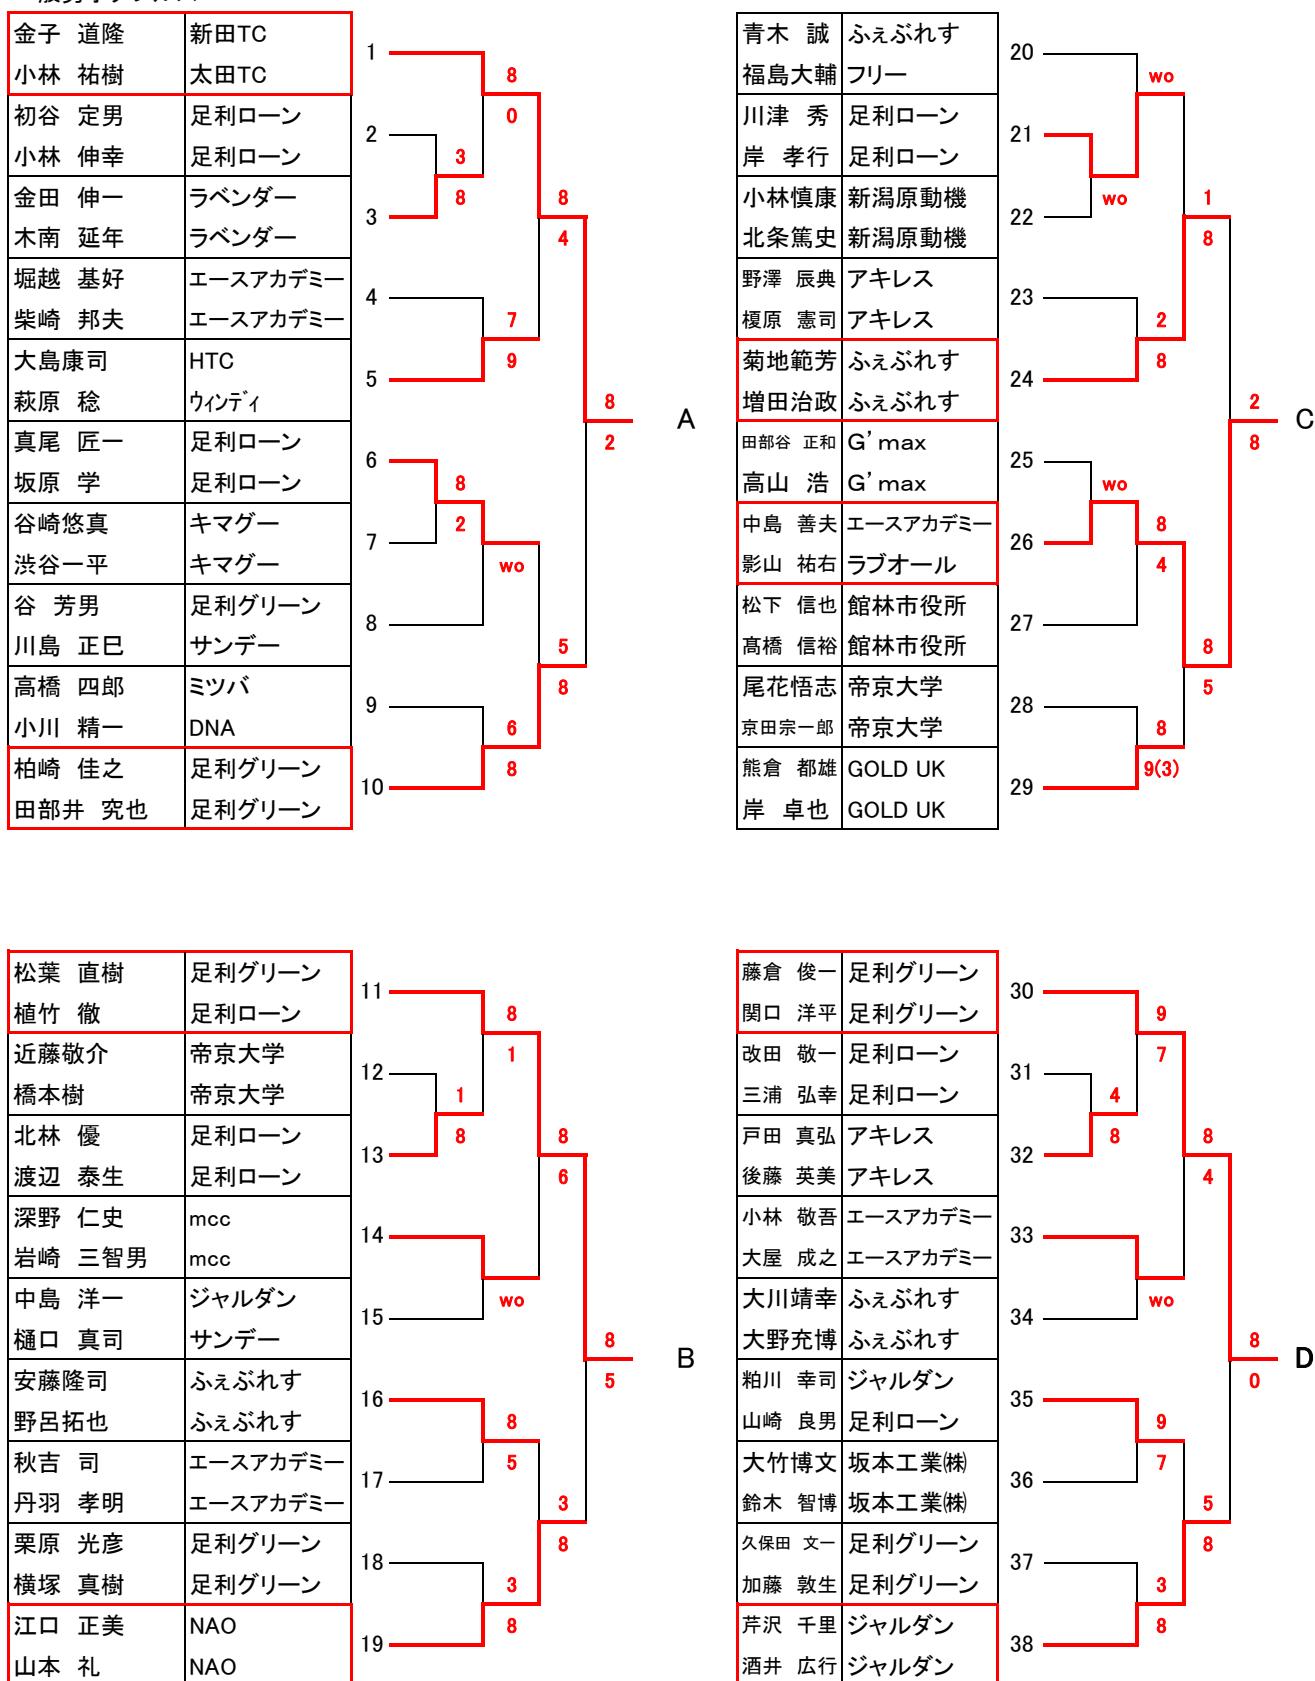 金子 道隆 新田TC
1
小林 祐樹 太田TC
8
0
初谷 定男 足利ローン
2
小林 伸幸 足利ローン
3
8
金田 伸一 ラベンダー
3
木南 延年 ラベンダー
8
4
堀越 基好 エースアカデミー
4
柴崎 邦夫 エースアカデミー
7
9
大島康司 HTC
5
萩原 稔 ウィンディ
8
2
A
真尾 匠一 足利ローン
6
坂原 学 足利ローン
8
2
谷崎悠真 キマグー
7
渋谷一平 キマグー
wo
谷 芳男 足利グリーン
8
川島 正巳 サンデー
5
8
高橋 四郎 ミツバ
9
小川 精一 DNA
6
8
柏崎 佳之 足利グリーン
10
田部井 究也 足利グリーン
青木 誠 ふぇぶれす
20
福島大輔 フリー
wo
川津 秀 足利ローン
21
岸 孝行 足利ローン
wo
小林慎康 新潟原動機
22
北条篤史 新潟原動機
1
8
野澤 辰典 アキレス
23
榎原 憲司 アキレス
2
8
菊地範芳 ふぇぶれす
24
増田治政 ふぇぶれす
2
8
C
田部谷 正和 G’max
25
高山 浩 G’max
wo
中島 善夫 エースアカデミー
26
影山 祐右 ラブオール
8
4
松下 信也 館林市役所
27
髙橋 信裕 館林市役所
8
5
尾花悟志 帝京大学
28
京田宗一郎 帝京大学
8
9(3)
熊倉 都雄 GOLD UK
29
岸 卓也 GOLD UK
松葉 直樹 足利グリーン
11
植竹 徹 足利ローン
8
1
近藤敬介 帝京大学
12
橋本樹 帝京大学
1
8
北林 優 足利ローン
13
渡辺 泰生 足利ローン
8
6
深野 仁史 mcc
14
岩崎 三智男 mcc
wo
中島 洋一 ジャルダン
15
樋口 真司 サンデー
8
5
B
安藤隆司 ふぇぶれす
16
野呂拓也 ふぇぶれす
8
5
秋吉 司 エースアカデミー
17
丹羽 孝明 エースアカデミー
3
8
栗原 光彦 足利グリーン
18
横塚 真樹 足利グリーン
3
8
江口 正美 NAO
19
山本 礼 NAO
藤倉 俊一 足利グリーン
30
関口 洋平 足利グリーン
9
7
改田 敬一 足利ローン
31
三浦 弘幸 足利ローン
4
8
戸田 真弘 アキレス
32
後藤 英美 アキレス
8
4
小林 敬吾 エースアカデミー
33
大屋 成之 エースアカデミー
wo
大川靖幸 ふぇぶれす
34
大野充博 ふぇぶれす
8
0
D
粕川 幸司 ジャルダン
35
山崎 良男 足利ローン
9
7
大竹博文 坂本工業㈱
36
鈴木 智博 坂本工業㈱
5
8
久保田 文一 足利グリーン
37
加藤 敦生 足利グリーン
3
8
芹沢 千里 ジャルダン
38
酒井 広行 ジャルダン